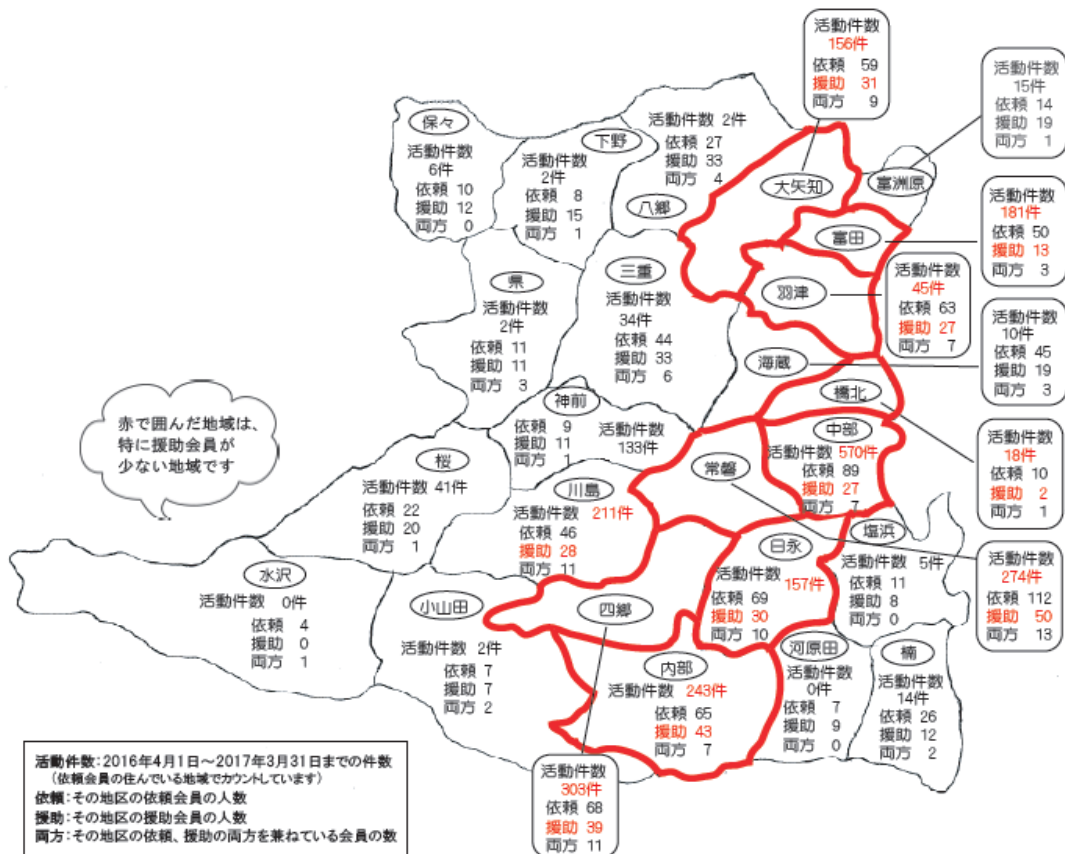 活動件数
156件
依頼 59
援助 31
両方 9
活動件数
15件
依頼 14
援助 19
両方 1
保々
活動件数
6件
依頼 10
援助 12
両方 0
下野
活動件数
2件
依頼 8
援助 15
両方 1
活動件数 2件
依頼 27
援助 33
両方 4
八郷
大矢知
富洲原
富田
活動件数
181件
依頼 50
援助 13
両方 3
羽津
活動件数
45件
依頼 63
援助 27
両方 7
県
活動件数
2件
依頼 11
援助 11
両方 3
三重
活動件数
34件
依頼 44
援助 33
両方 6
海蔵
活動件数
10件
依頼 45
援助 19
両方 3
橋北
活動件数
18件
依頼 10
援助 2
両方 1
赤で囲んだ地域は、
特に援助会員が
少ない地域です
神前
依頼 9
援助 11
両方 1
活動件数
133件
中部
活動件数 570件
依頼 89
援助 27
両方 7
桜
活動件数 41件
依頼 22
援助 20
両方 1
川島
活動件数 211件
依頼 46
援助 28
両方 11
常磐
活動件数
274件
依頼 112
援助 50
両方 13
日永
活動件数
157件
依頼 69
援助 30
両方 10
塩浜
活動件数 5件
依頼 11
援助 8
両方 0
水沢
活動件数 0件
依頼 4
援助 0
両方 1
小山田
活動件数 2件
依頼 7
援助 7
両方 2
四郷
活動件数
303件
依頼 68
援助 39
両方 11
内部
活動件数 243件
依頼 65
援助 43
両方 7
河原田
活動件数
0件
依頼 7
援助 9
両方 0
楠
活動件数
14件
依頼 26
援助 12
両方 2
活動件数:2016年4月1日～2017年3月31日までの件数
(依頼会員の住んでいる地域でカウントしています)
依頼:その地区の依頼会員の人数
援助:その地区の援助会員の人数
両方:その地区の依頼、援助の両方を兼ねている会員の数